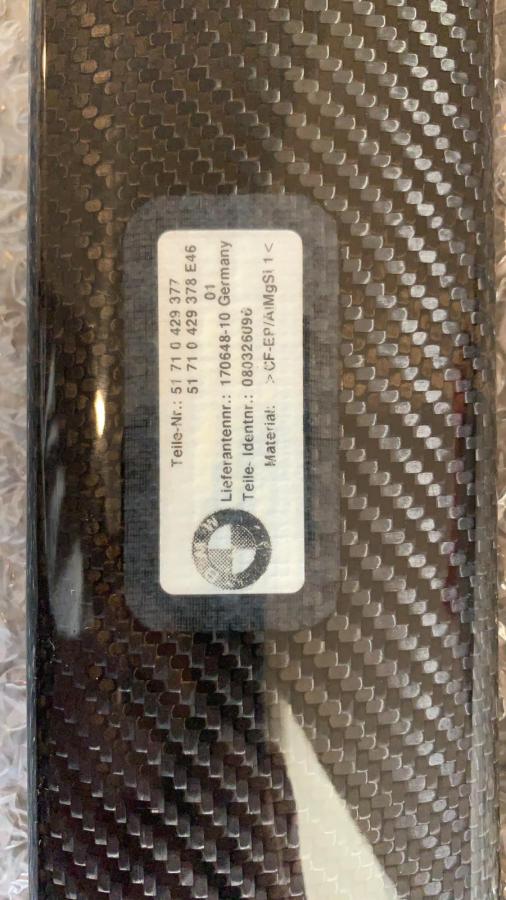 Teile-Nr.: 51 71 0 429 377
51 71 0 429 378 E46
01
Lieferantennr.: 170648-10 Germany
Teile- Identnr.: 080326096
Material: >CF-EP/AlMgSi 1<
BMW